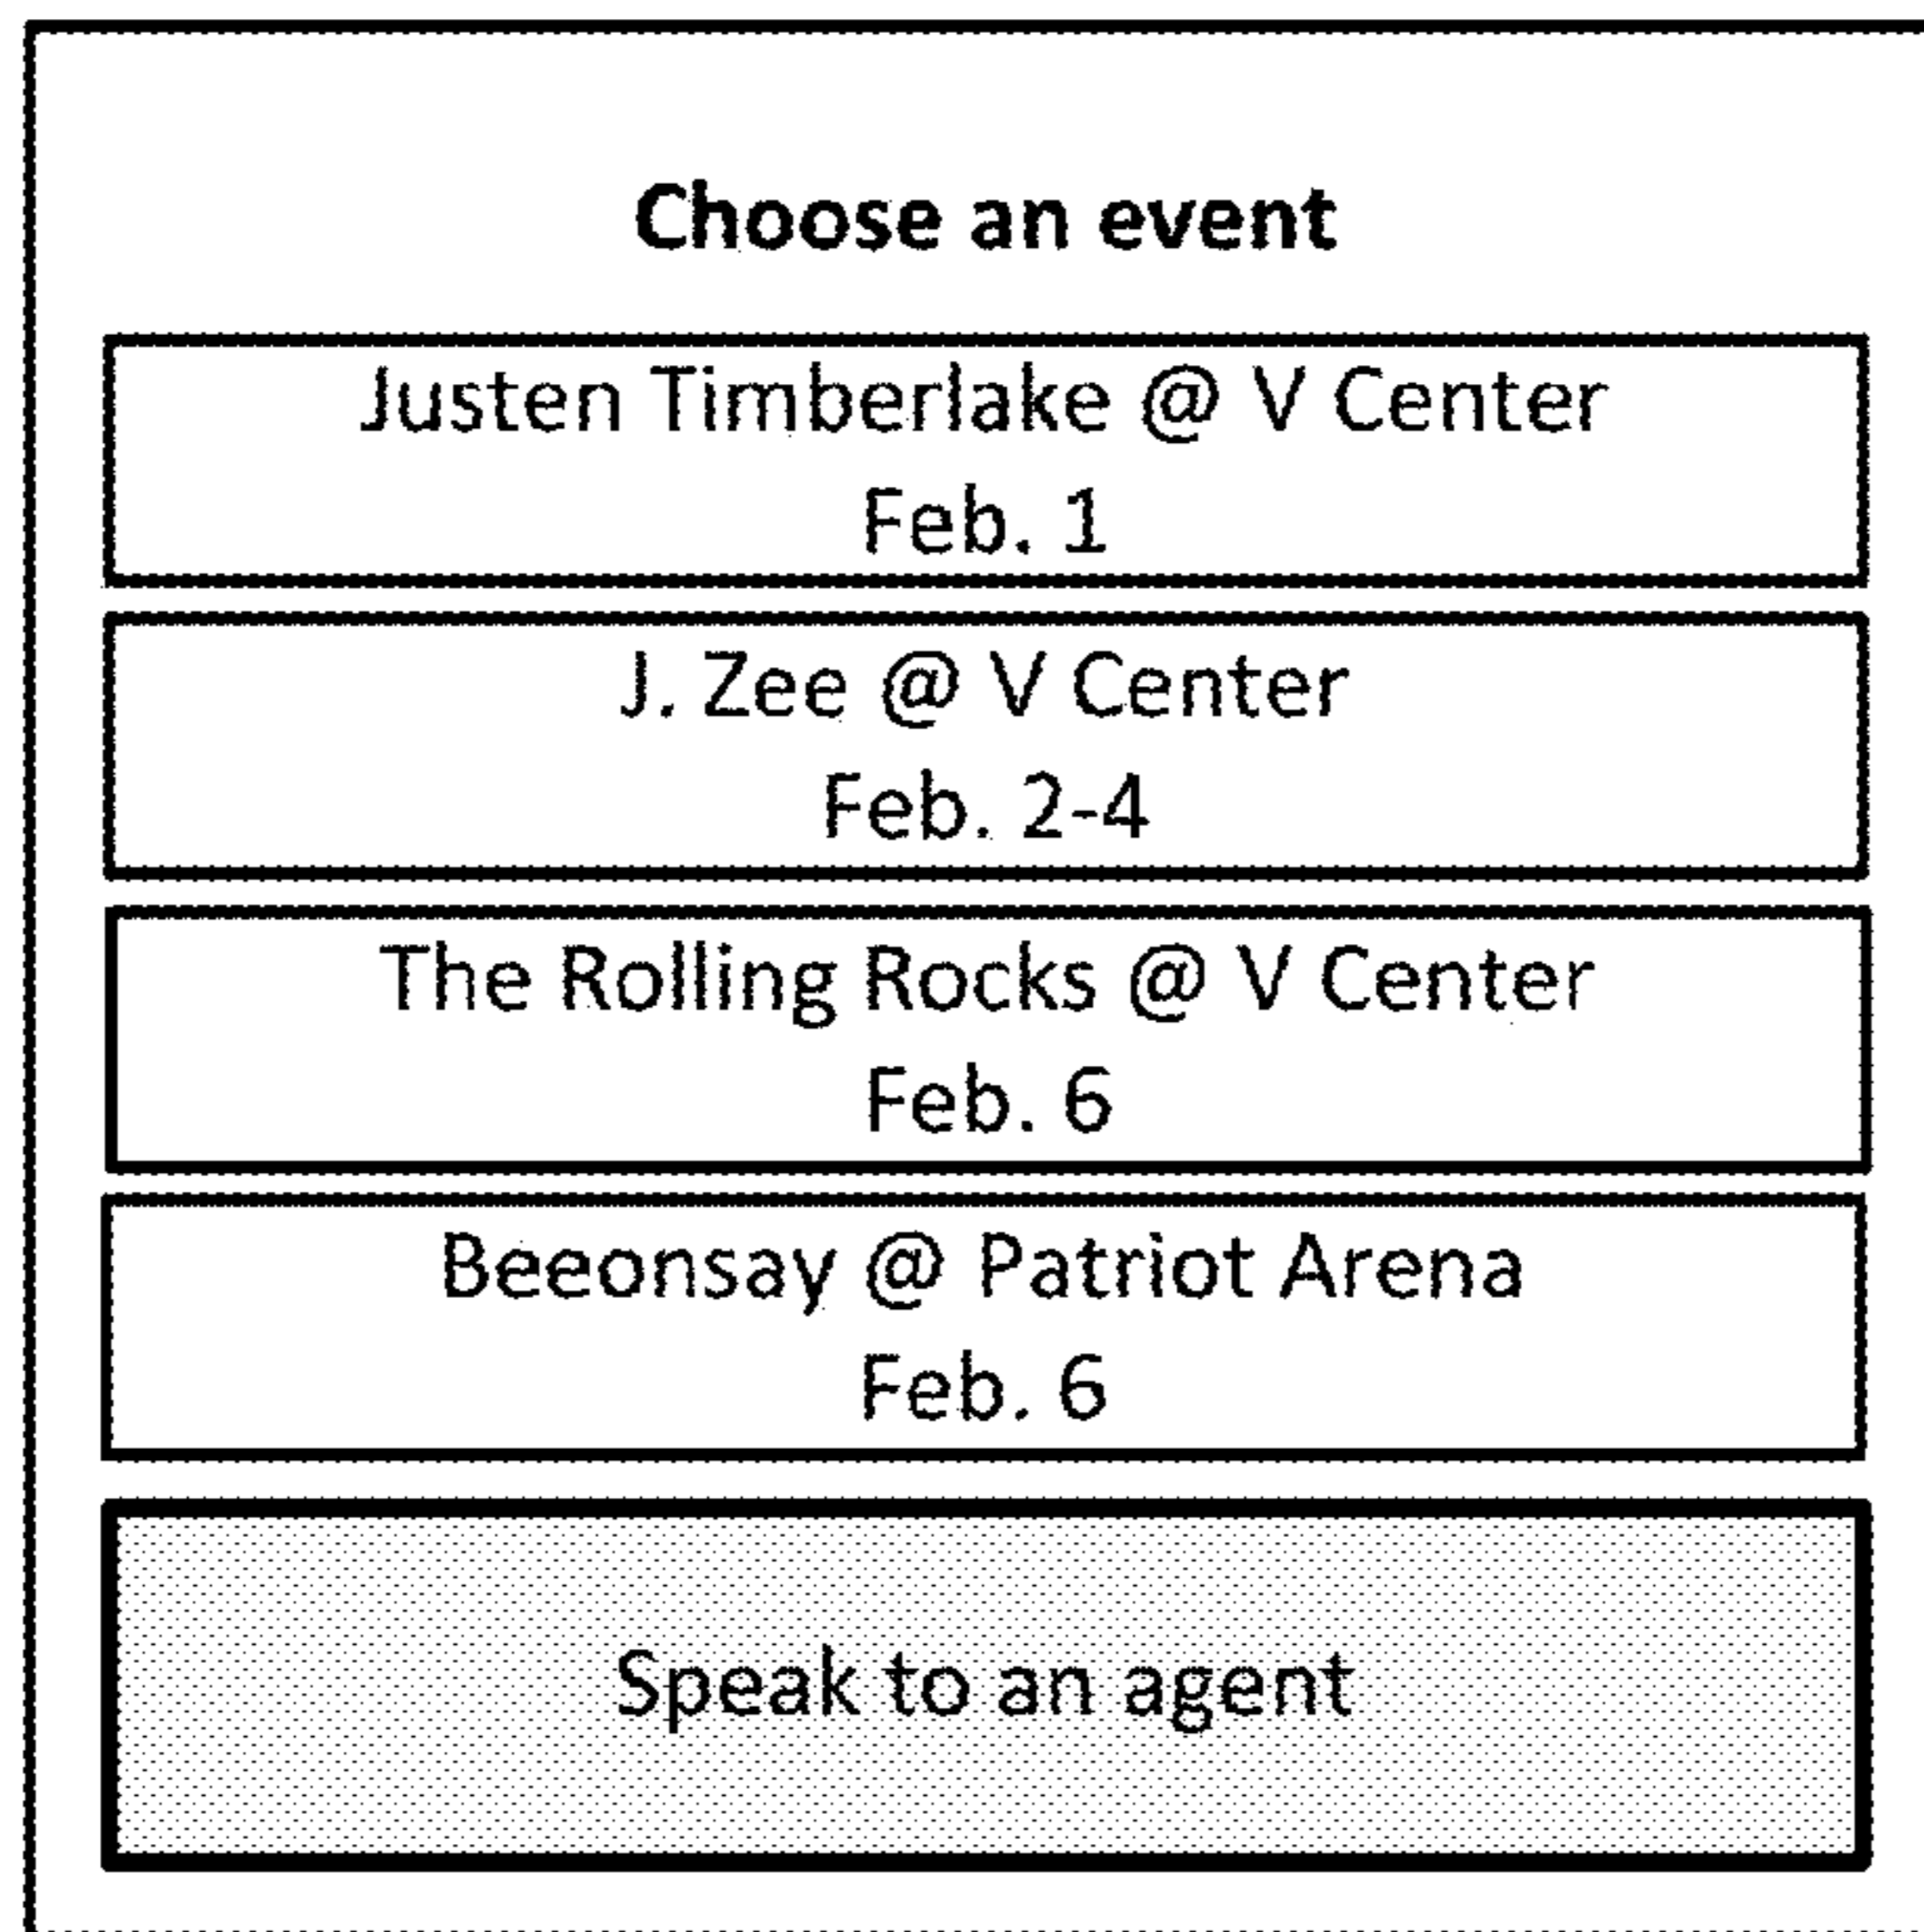 Choose an event
Justen Timberlake @ V Center
Feb. 1
J. Zee @ V Center
Feb. 2-4
The Rolling Rocks @ V Center
Feb. 6
Beeonsay @ Patriot Arena
Feb. 6
Speak to an agent